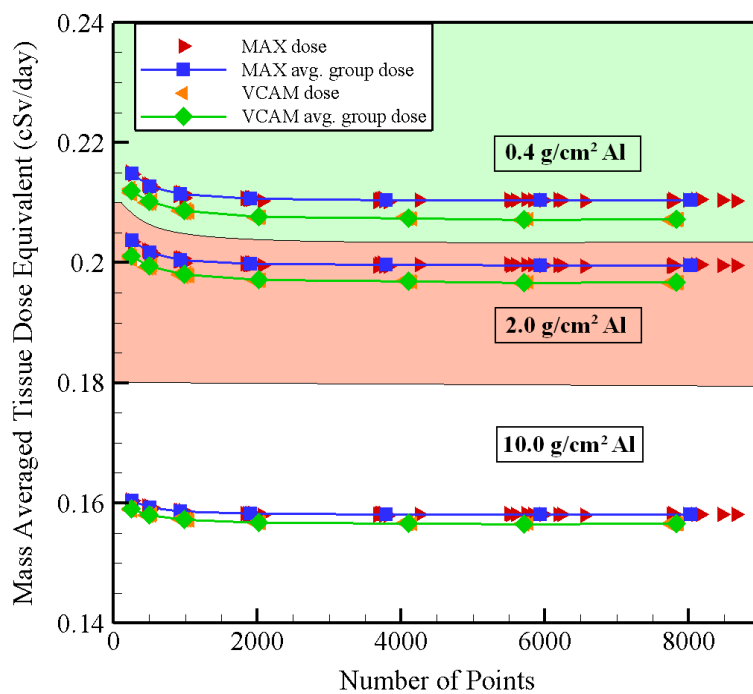 0.24
MAX dose
MAX avg. group dose
VCAM dose
VCAM avg. group dose
0.22
0.4 g/cm² Al
0.2
2.0 g/cm² Al
0.18
10.0 g/cm² Al
0.16
0.14
0
2000
4000
6000
8000
Mass Averaged Tissue Dose Equivalent (cSv/day)
Number of Points